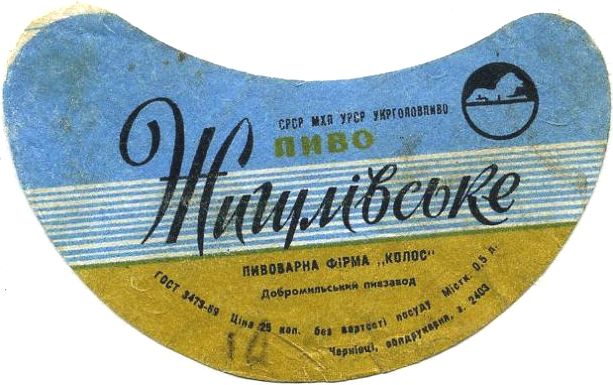 СРСР МХП УРСР УКРГОЛОВПИВО
ПИВО
Жигулівське
ПИВОВАРНА ФІРМА „КОЛОС"
Добромильський пивзавод
ГОСТ 3473-69 Ціна 25 коп. без вартості посуду Містк. 0,5 л.
Чернівці, облдрукарня, з. 2403
14